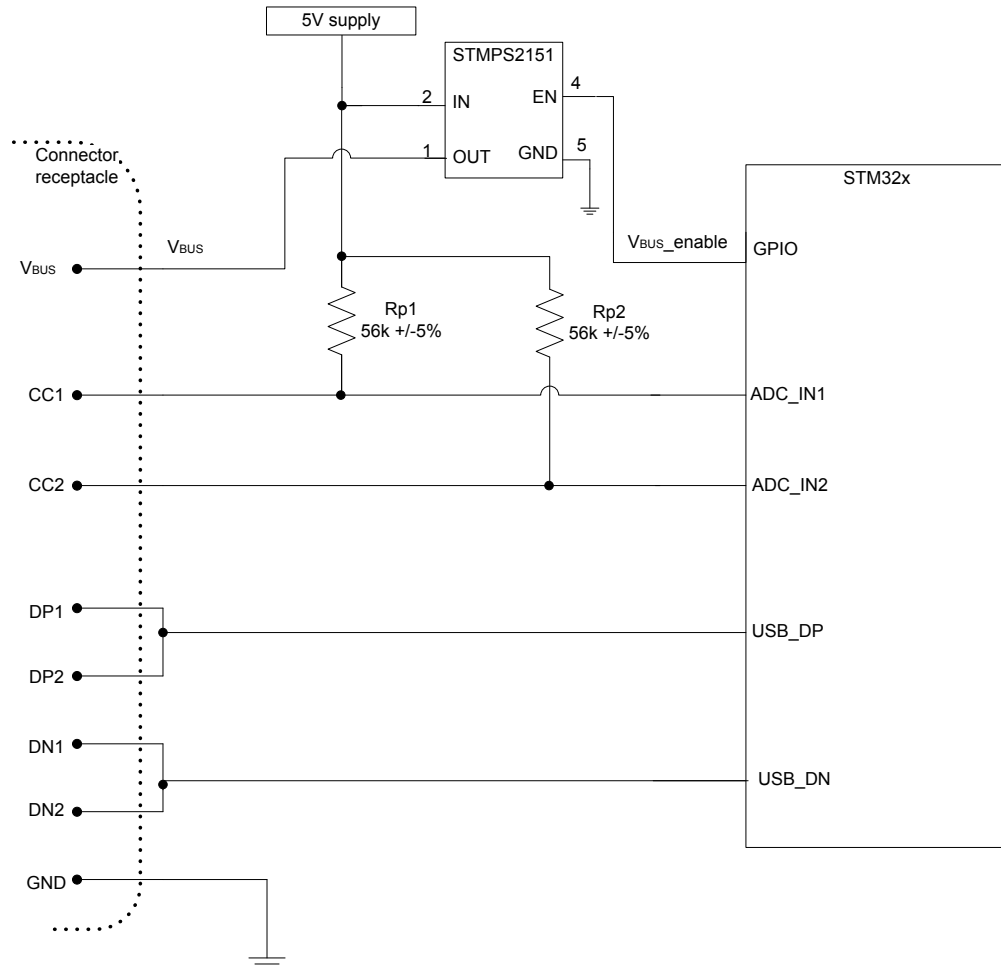 5V supply
STMPS2151
2
IN
EN
4
1
OUT
GND
5
Connector
receptacle
STM32x
VBUS
VBUS
VBUS_enable
GPIO
Rp1
56k +/-5%
Rp2
56k +/-5%
CC1
ADC_IN1
CC2
ADC_IN2
DP1
USB_DP
DP2
DN1
USB_DN
DN2
GND